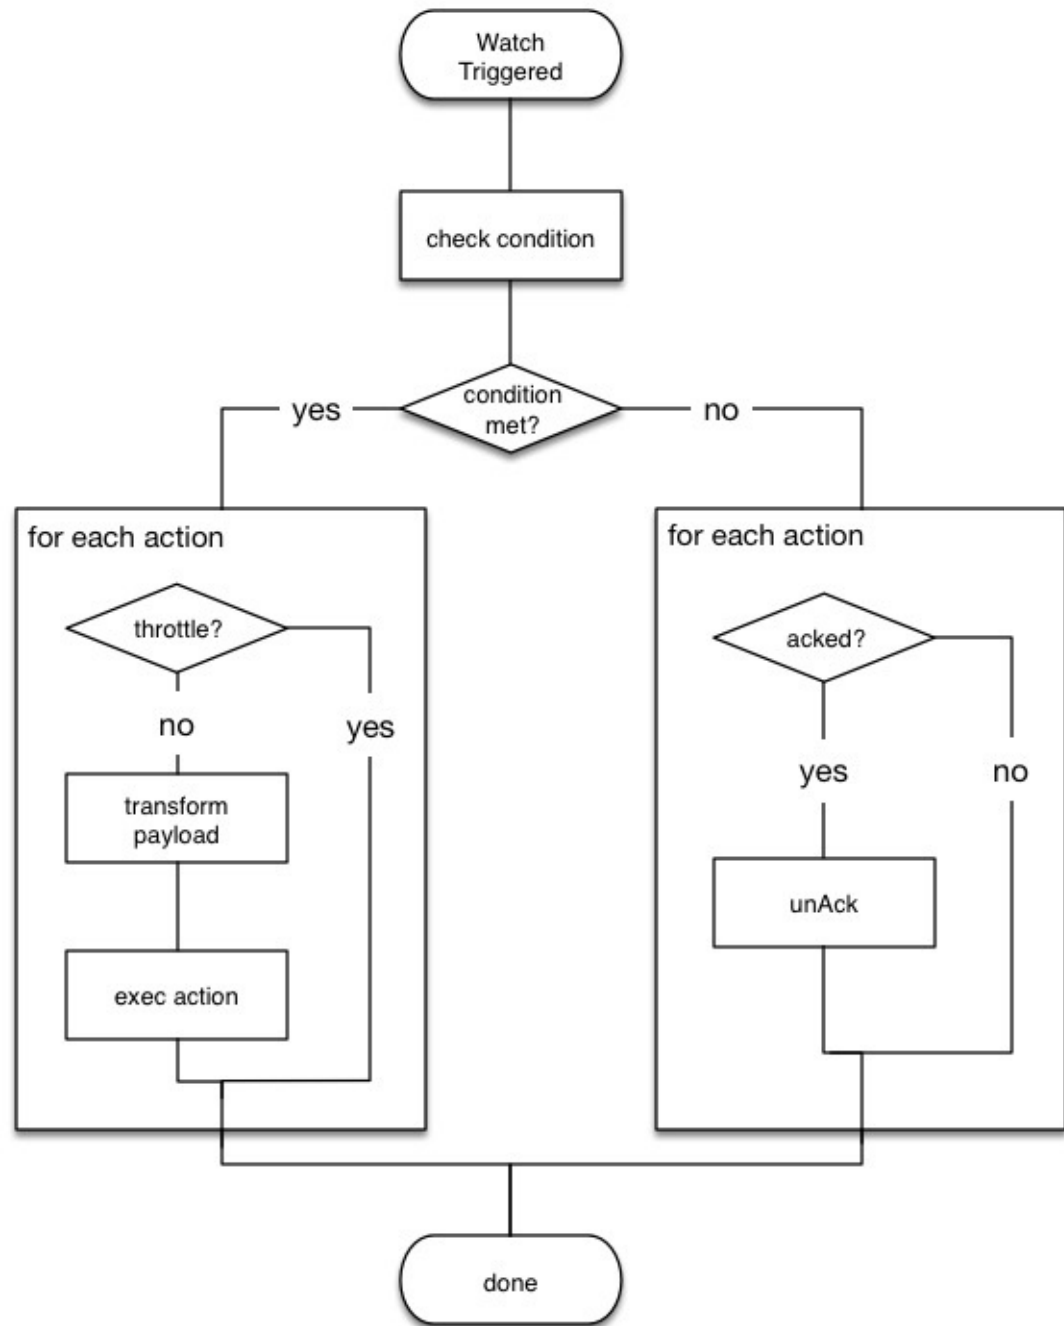 Watch
Triggered
check condition
condition
met?
yes
no
for each action
throttle?
no
yes
transform
payload
exec action
for each action
acked?
yes
no
unAck
done